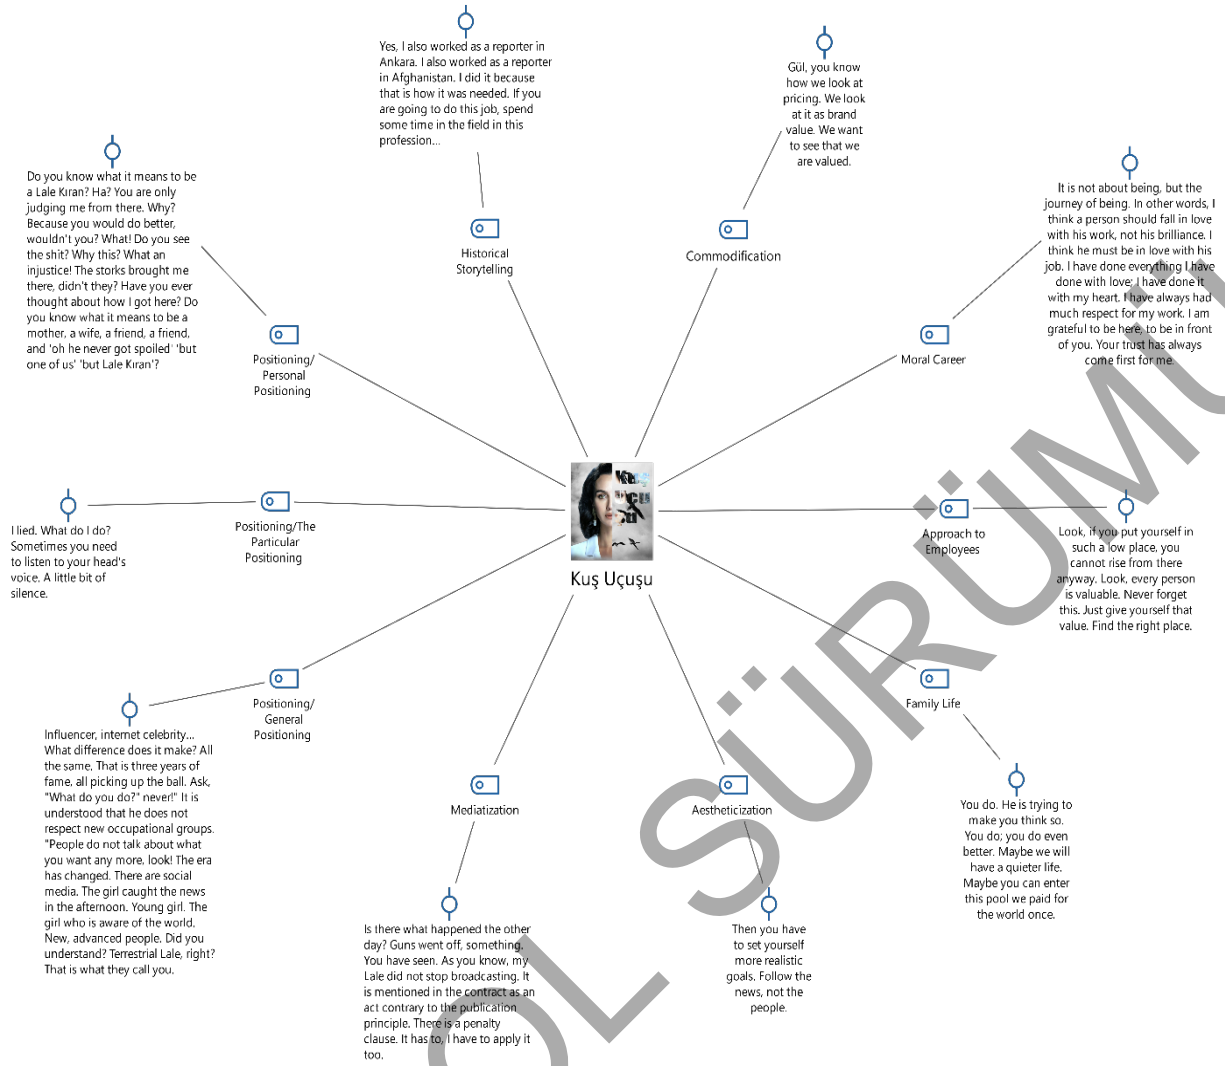 Yes, I also worked as a reporter in
Ankara. I also worked as a reporter
in Afghanistan. I did it because
that is how it was needed. If you
are going to do this job, spend
some time in the field in this
profession...
Historical
Storytelling
Gül, you know
how we look at
pricing. We look
at it as brand
value. We want
to see that we
are valued.
Commodification
Do you know what it means to be
a Lale Kıran? Ha? You are only
judging me from there. Why?
Because you would do better,
wouldn't you? What! Do you see
the shit? Why this? What an
injustice! The storks brought me
there, didn't they? Have you ever
thought about how I got here? Do
you know what it means to be a
mother, a wife, a friend, a friend,
and 'oh he never got spoiled' 'but
one of us' 'but Lale Kıran'?
Positioning/
Personal
Positioning
It is not about being, but the
journey of being. In other words, I
think a person should fall in love
with his work, not his brilliance. I
think he must be in love with his
job. I have done everything I have
done with love; I have done it
with my heart. I have always had
much respect for my work. I am
grateful to be here, to be in front
of you. Your trust has always
come first for me.
Moral Career
I lied. What do I do?
Sometimes you need
to listen to your head's
voice. A little bit of
silence.
Positioning/The
Particular
Positioning
Kuş Uçuşu
Approach to
Employees
Look, if you put yourself in
such a low place, you
cannot rise from there
anyway. Look, every person
is valuable. Never forget
this. Just give yourself that
value. Find the right place.
Positioning/
General
Positioning
Influencer, internet celebrity...
What difference does it make? All
the same. That is three years of
fame, all picking up the ball. Ask,
"What do you do?" never!" It is
understood that he does not
respect new occupational groups.
"People do not talk about what
you want any more, look! The era
has changed. There are social
media. The girl caught the news
in the afternoon. Young girl. The
girl who is aware of the world.
New, advanced people. Did you
understand? Terrestrial Lale, right?
That is what they call you.
Mediatization
Is there what happened the other
day? Guns went off, something.
You have seen. As you know, my
Lale did not stop broadcasting. It
is mentioned in the contract as an
act contrary to the publication
principle. There is a penalty
clause. It has to, I have to apply it
too.
Aestheticization
Then you have
to set yourself
more realistic
goals. Follow the
news, not the
people.
Family Life
You do. He is trying to
make you think so.
You do; you do even
better. Maybe we will
have a quieter life.
Maybe you can enter
this pool we paid for
the world once.
OL SÜRÜMÜ